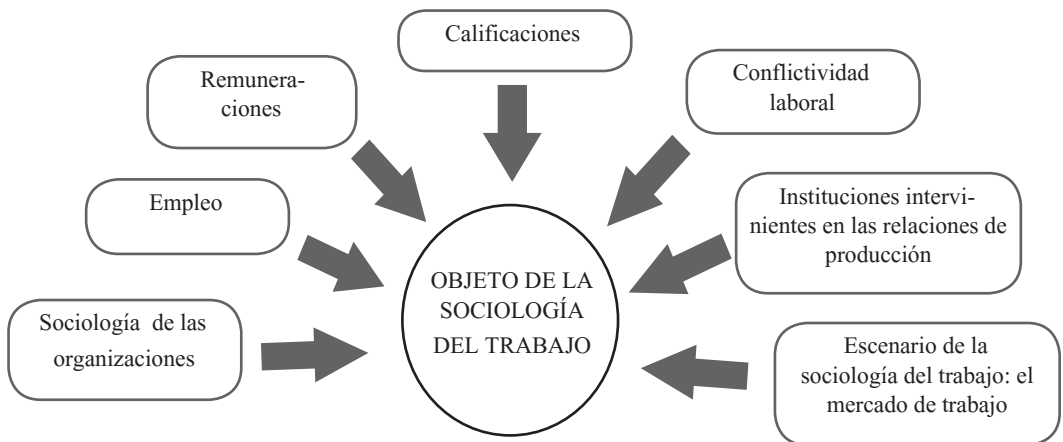 Calificaciones
Remunera-
ciones
Conflictividad
laboral
Empleo
Instituciones intervi-
nientes en las relaciones de
producción
OBJETO DE LA
SOCIOLOGÍA
DEL TRABAJO
Sociología de las
organizaciones
Escenario de la
sociología del trabajo: el
mercado de trabajo